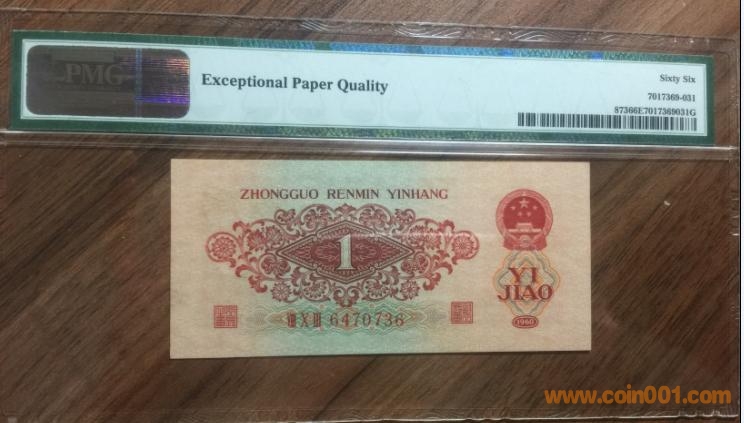 PMG
Exceptional Paper Quality
Sixty Six
7017369-031
87366E7017369031G
ZHONGGUO RENMIN YINHANG
1
YI
JIAO
6470736
1960
www.coin001.com